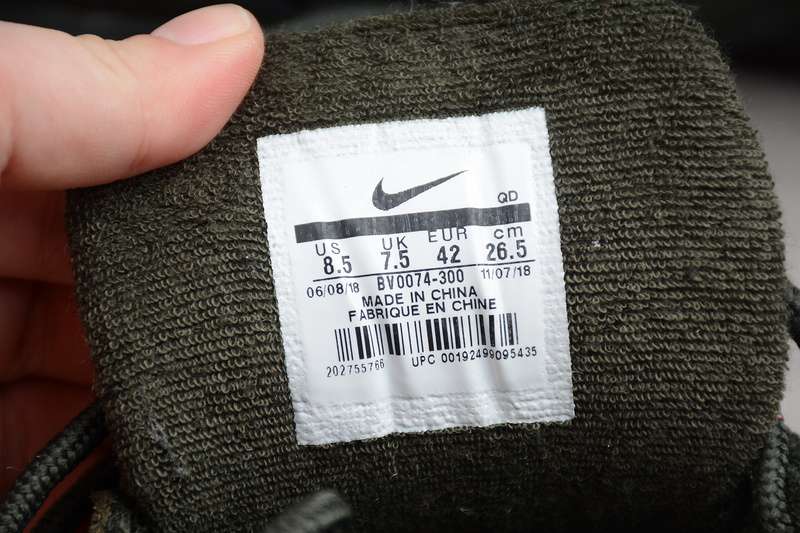 QD
US UK EUR cm
8.5 7.5 42 26.5
06/08/18 BV0074-300 11/07/18
MADE IN CHINA
FABRIQUE EN CHINE
202755766 UPC 00192499095435